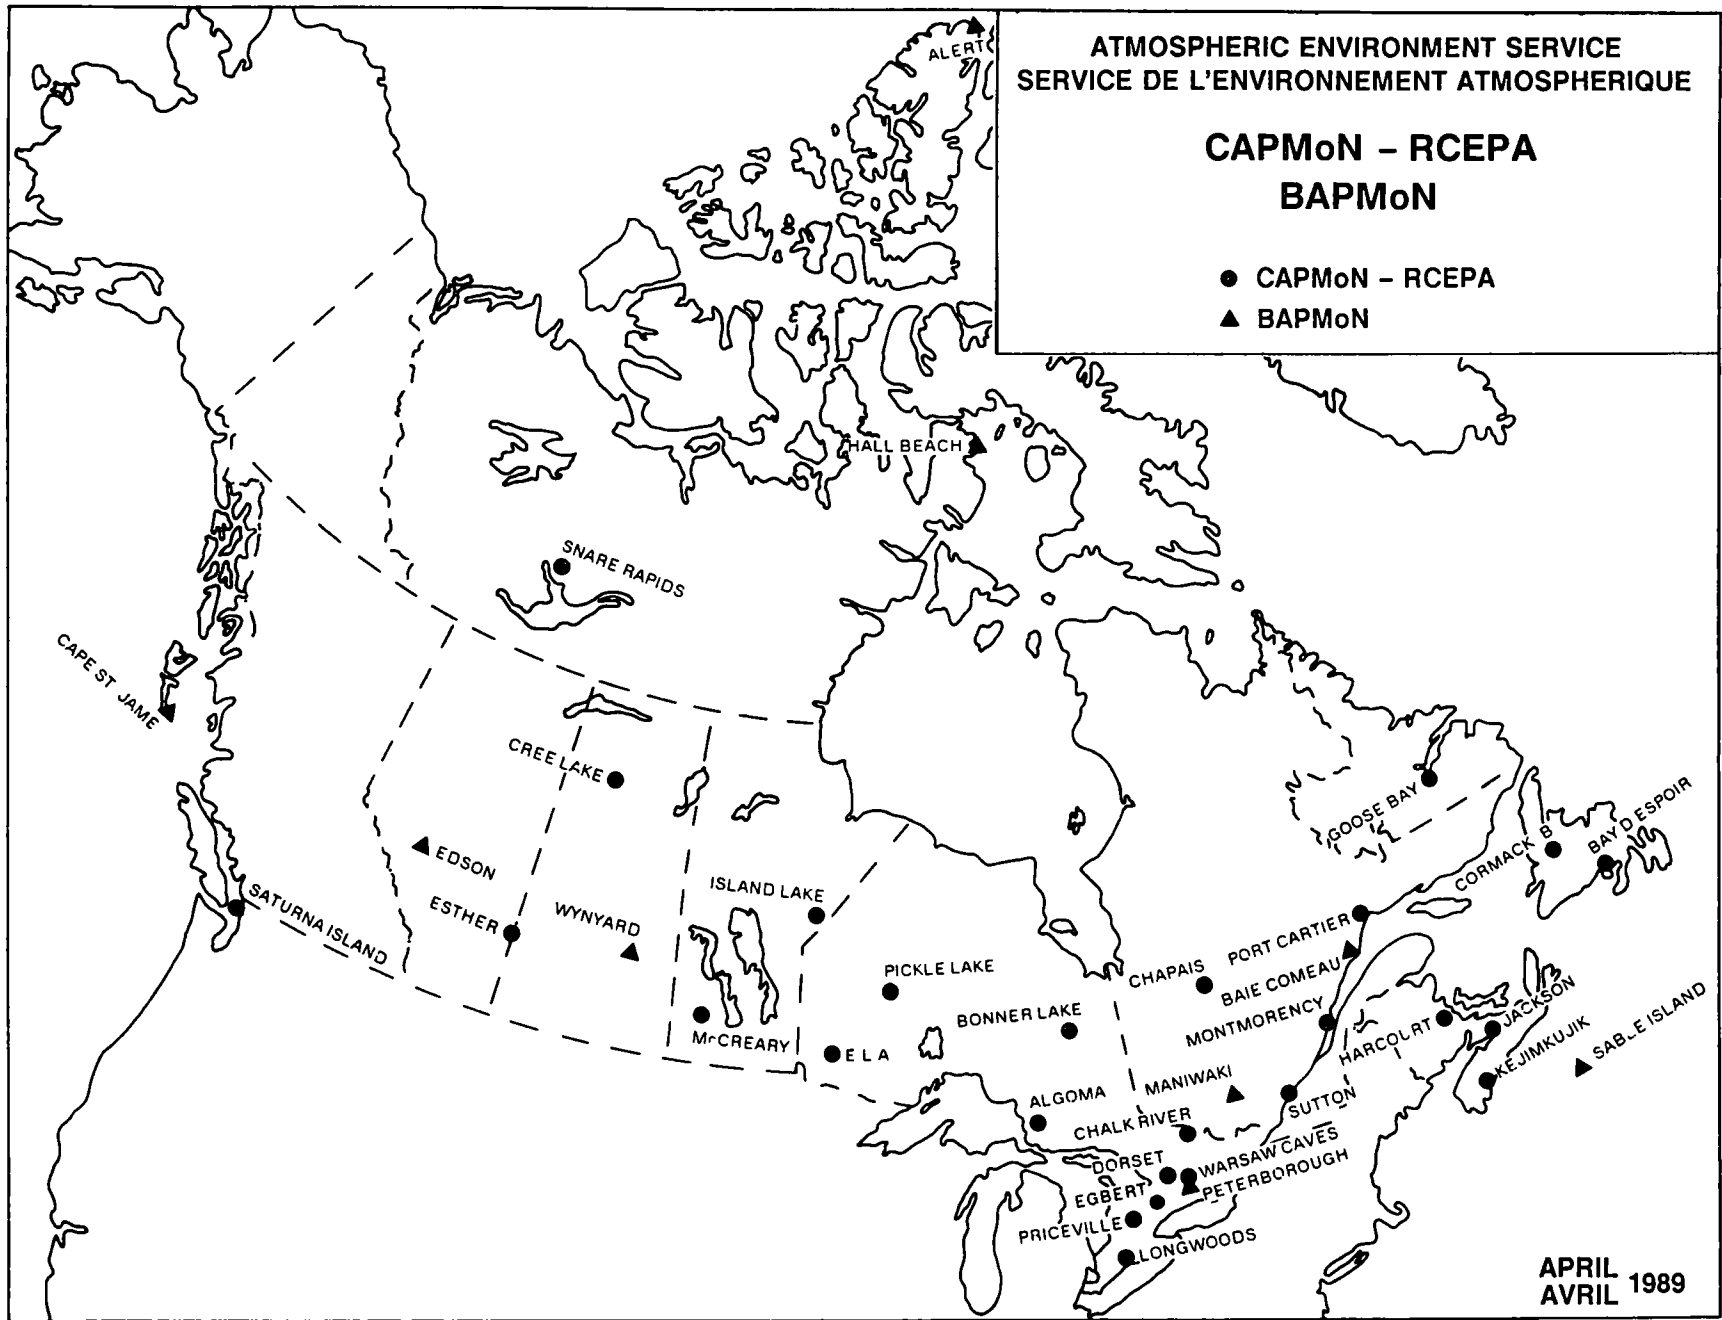 ALERT
ATMOSPHERIC ENVIRONMENT SERVICE
SERVICE DE L'ENVIRONNEMENT ATMOSPHERIQUE
CAPMoN – RCEPA
BAPMoN
● CAPMoN – RCEPA
▲ BAPMoN
HALL BEACH
SNARE RAPIDS
CAPE ST JAME
CREE LAKE
GOOSE BAY
EDSON
CORMACK B
BAY D ESPOIR
ISLAND LAKE
SATURNA ISLAND
ESTHER
WYNYARD
PORT CARTIER
PICKLE LAKE
CHAPAIS
BAIE COMEAU
BONNER LAKE
MONTMORENCY
McCREARY
ELA
HARCOURT
JACKSON
KEJIMKUJIK
SABLE ISLAND
ALGOMA
MANIWAKI
SUTTON
CHALK RIVER
DORSET
WARSAW CAVES
EGBERT
PETERBOROUGH
PRICEVILLE
LONGWOODS
APRIL
AVRIL 1989